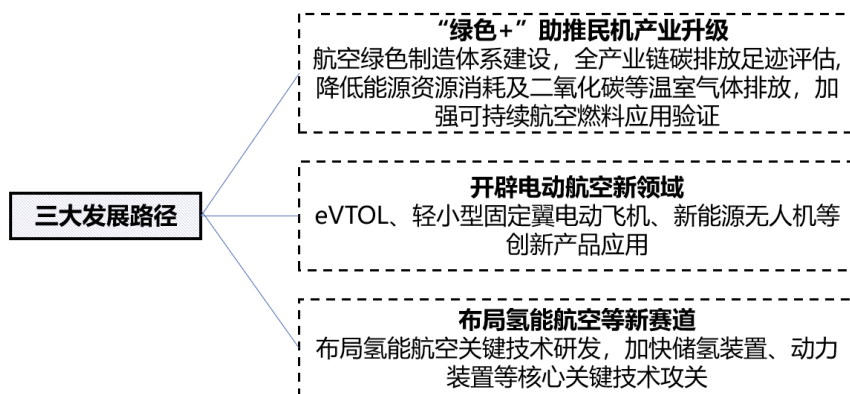 “绿色+”助推民机产业升级
航空绿色制造体系建设，全产业链碳排放足迹评估,
降低能源资源消耗及二氧化碳等温室气体排放，加
强可持续航空燃料应用验证
三大发展路径
开辟电动航空新领域
eVTOL、轻小型固定翼电动飞机、新能源无人机等
创新产品应用
布局氢能航空等新赛道
布局氢能航空关键技术研发，加快储氢装置、动力
装置等核心关键技术攻关